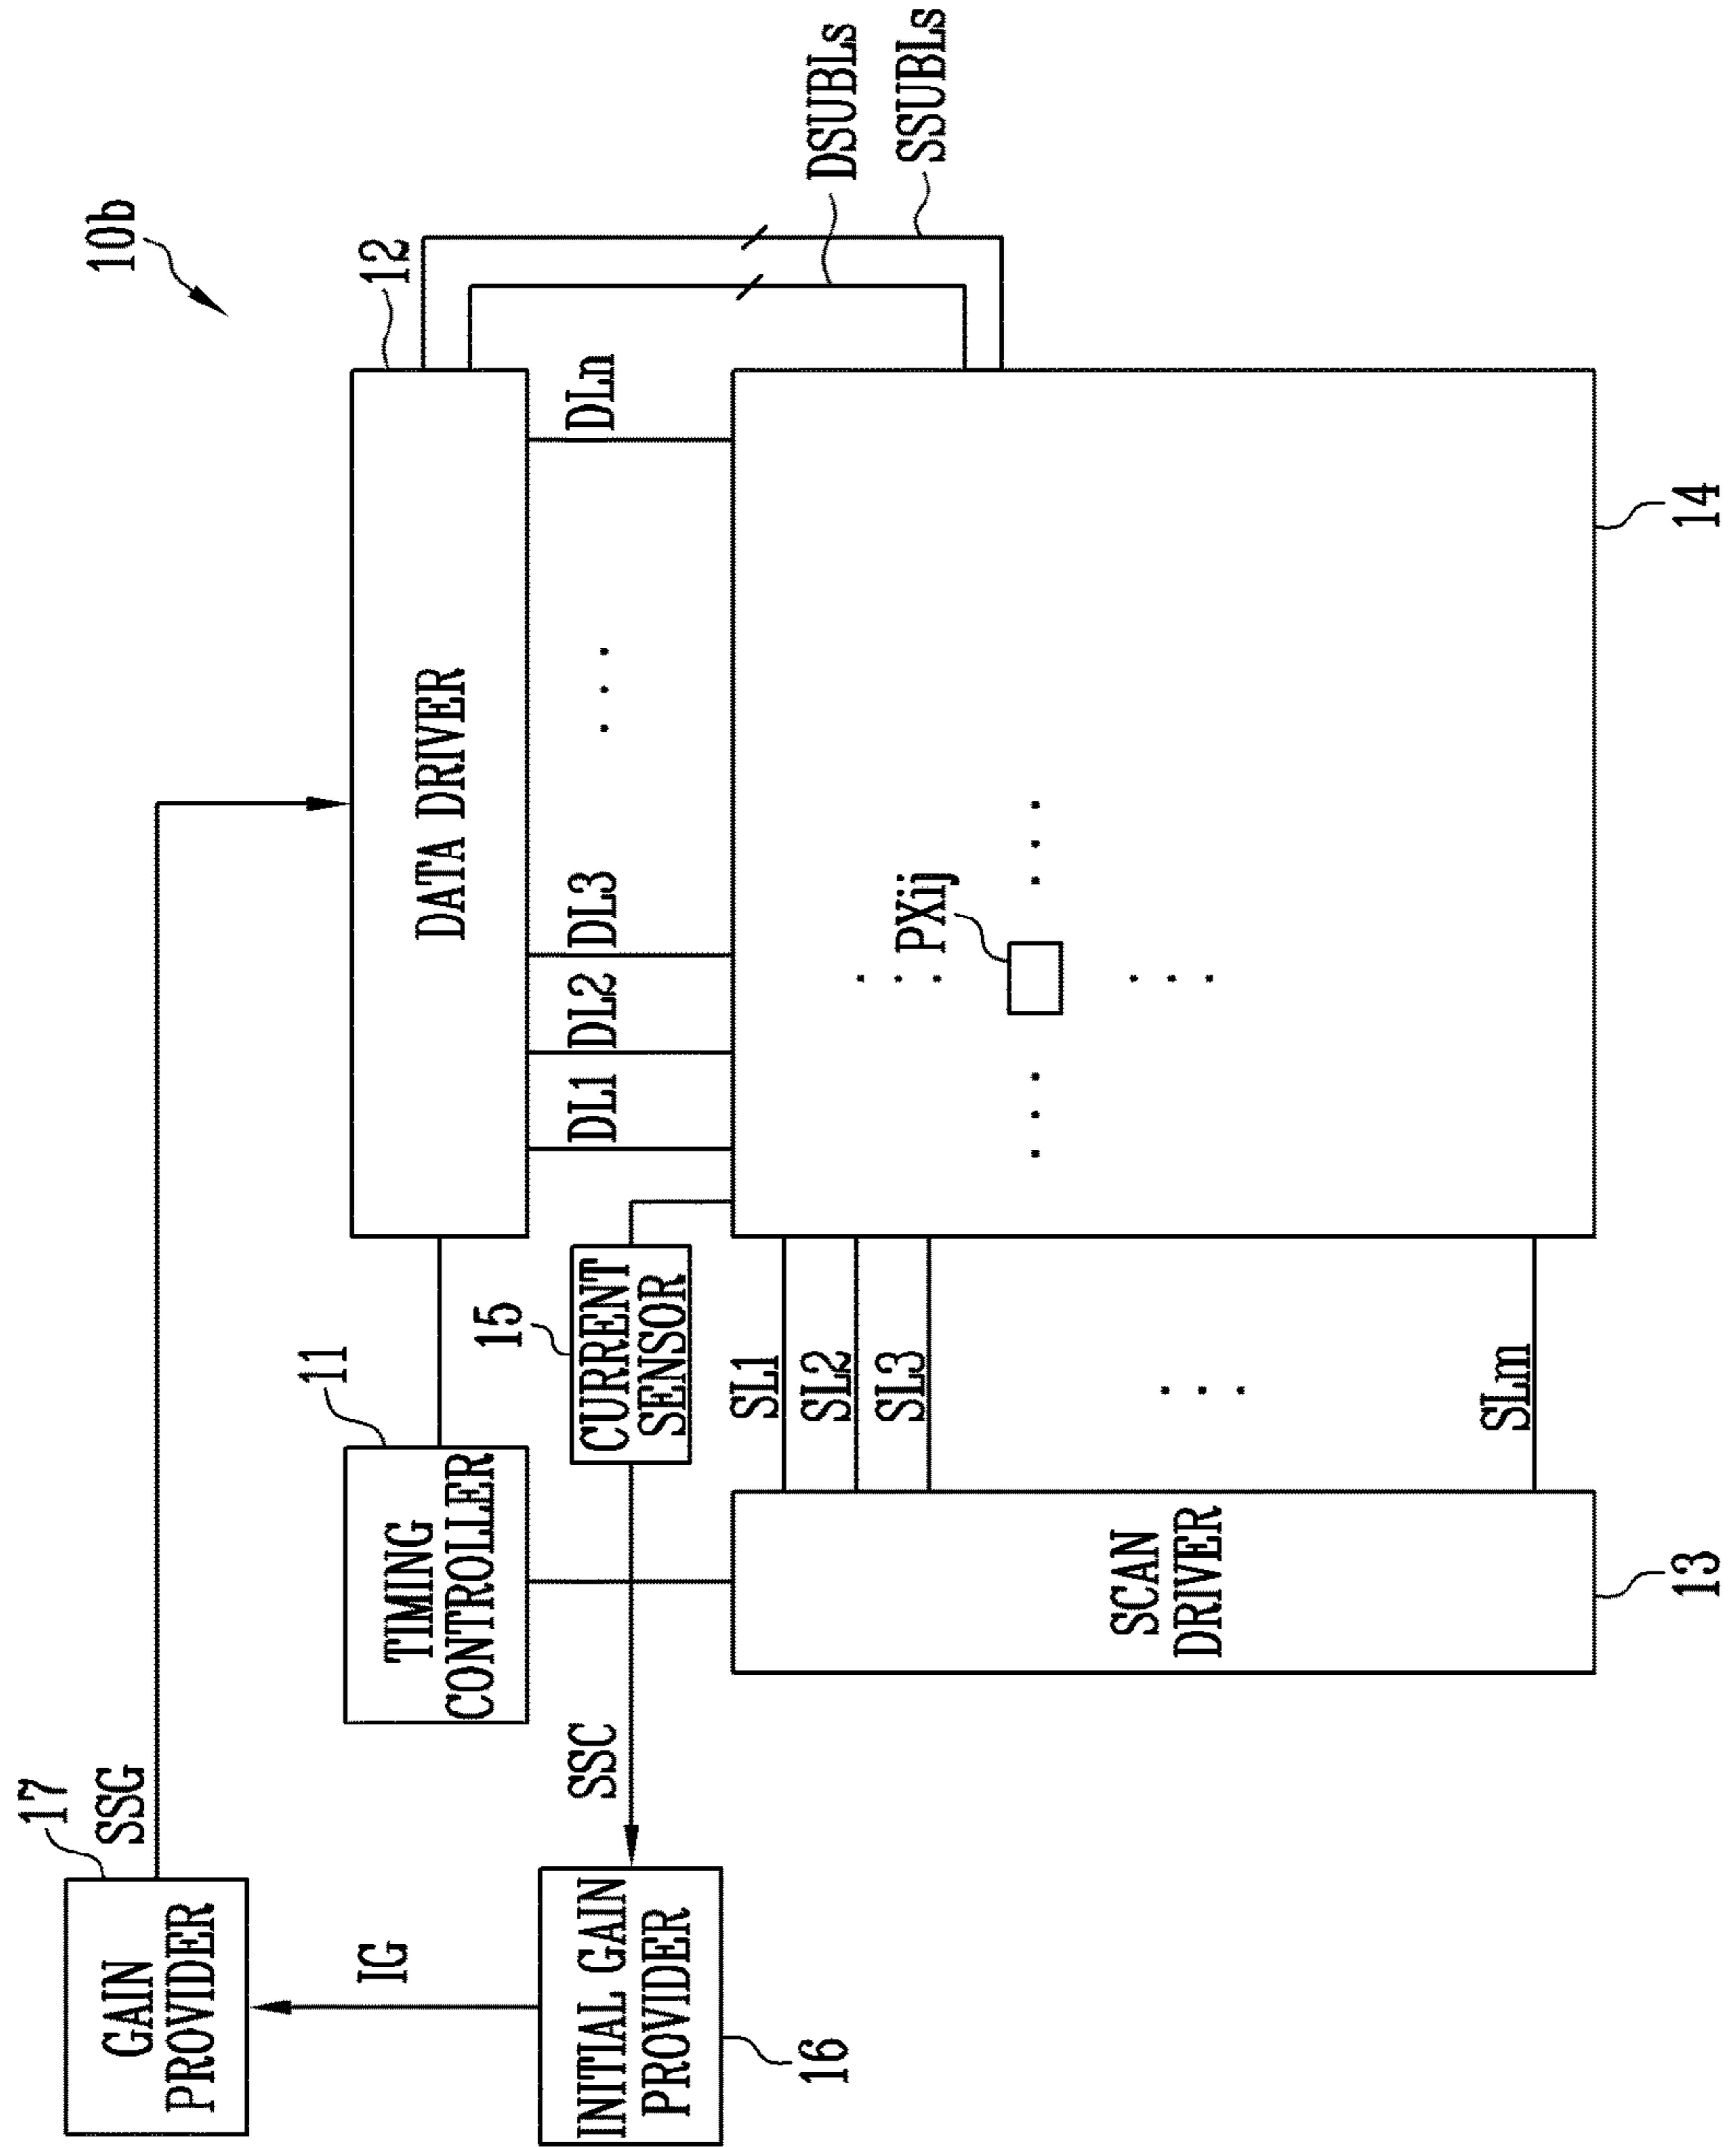 10b
17
GAIN
PROVIDER
SSG
11
TIMING
CONTROLLER
12
DATA DRIVER
IG
INITIAL GAIN
PROVIDER
16
SSC
15
CURRENT
SENSOR
DL1
DL2
DL3
. . .
DLn
DSUBLs
SSUBLs
SL1
SL2
SL3
. . .
SLm
SCAN
DRIVER
13
PXij
14